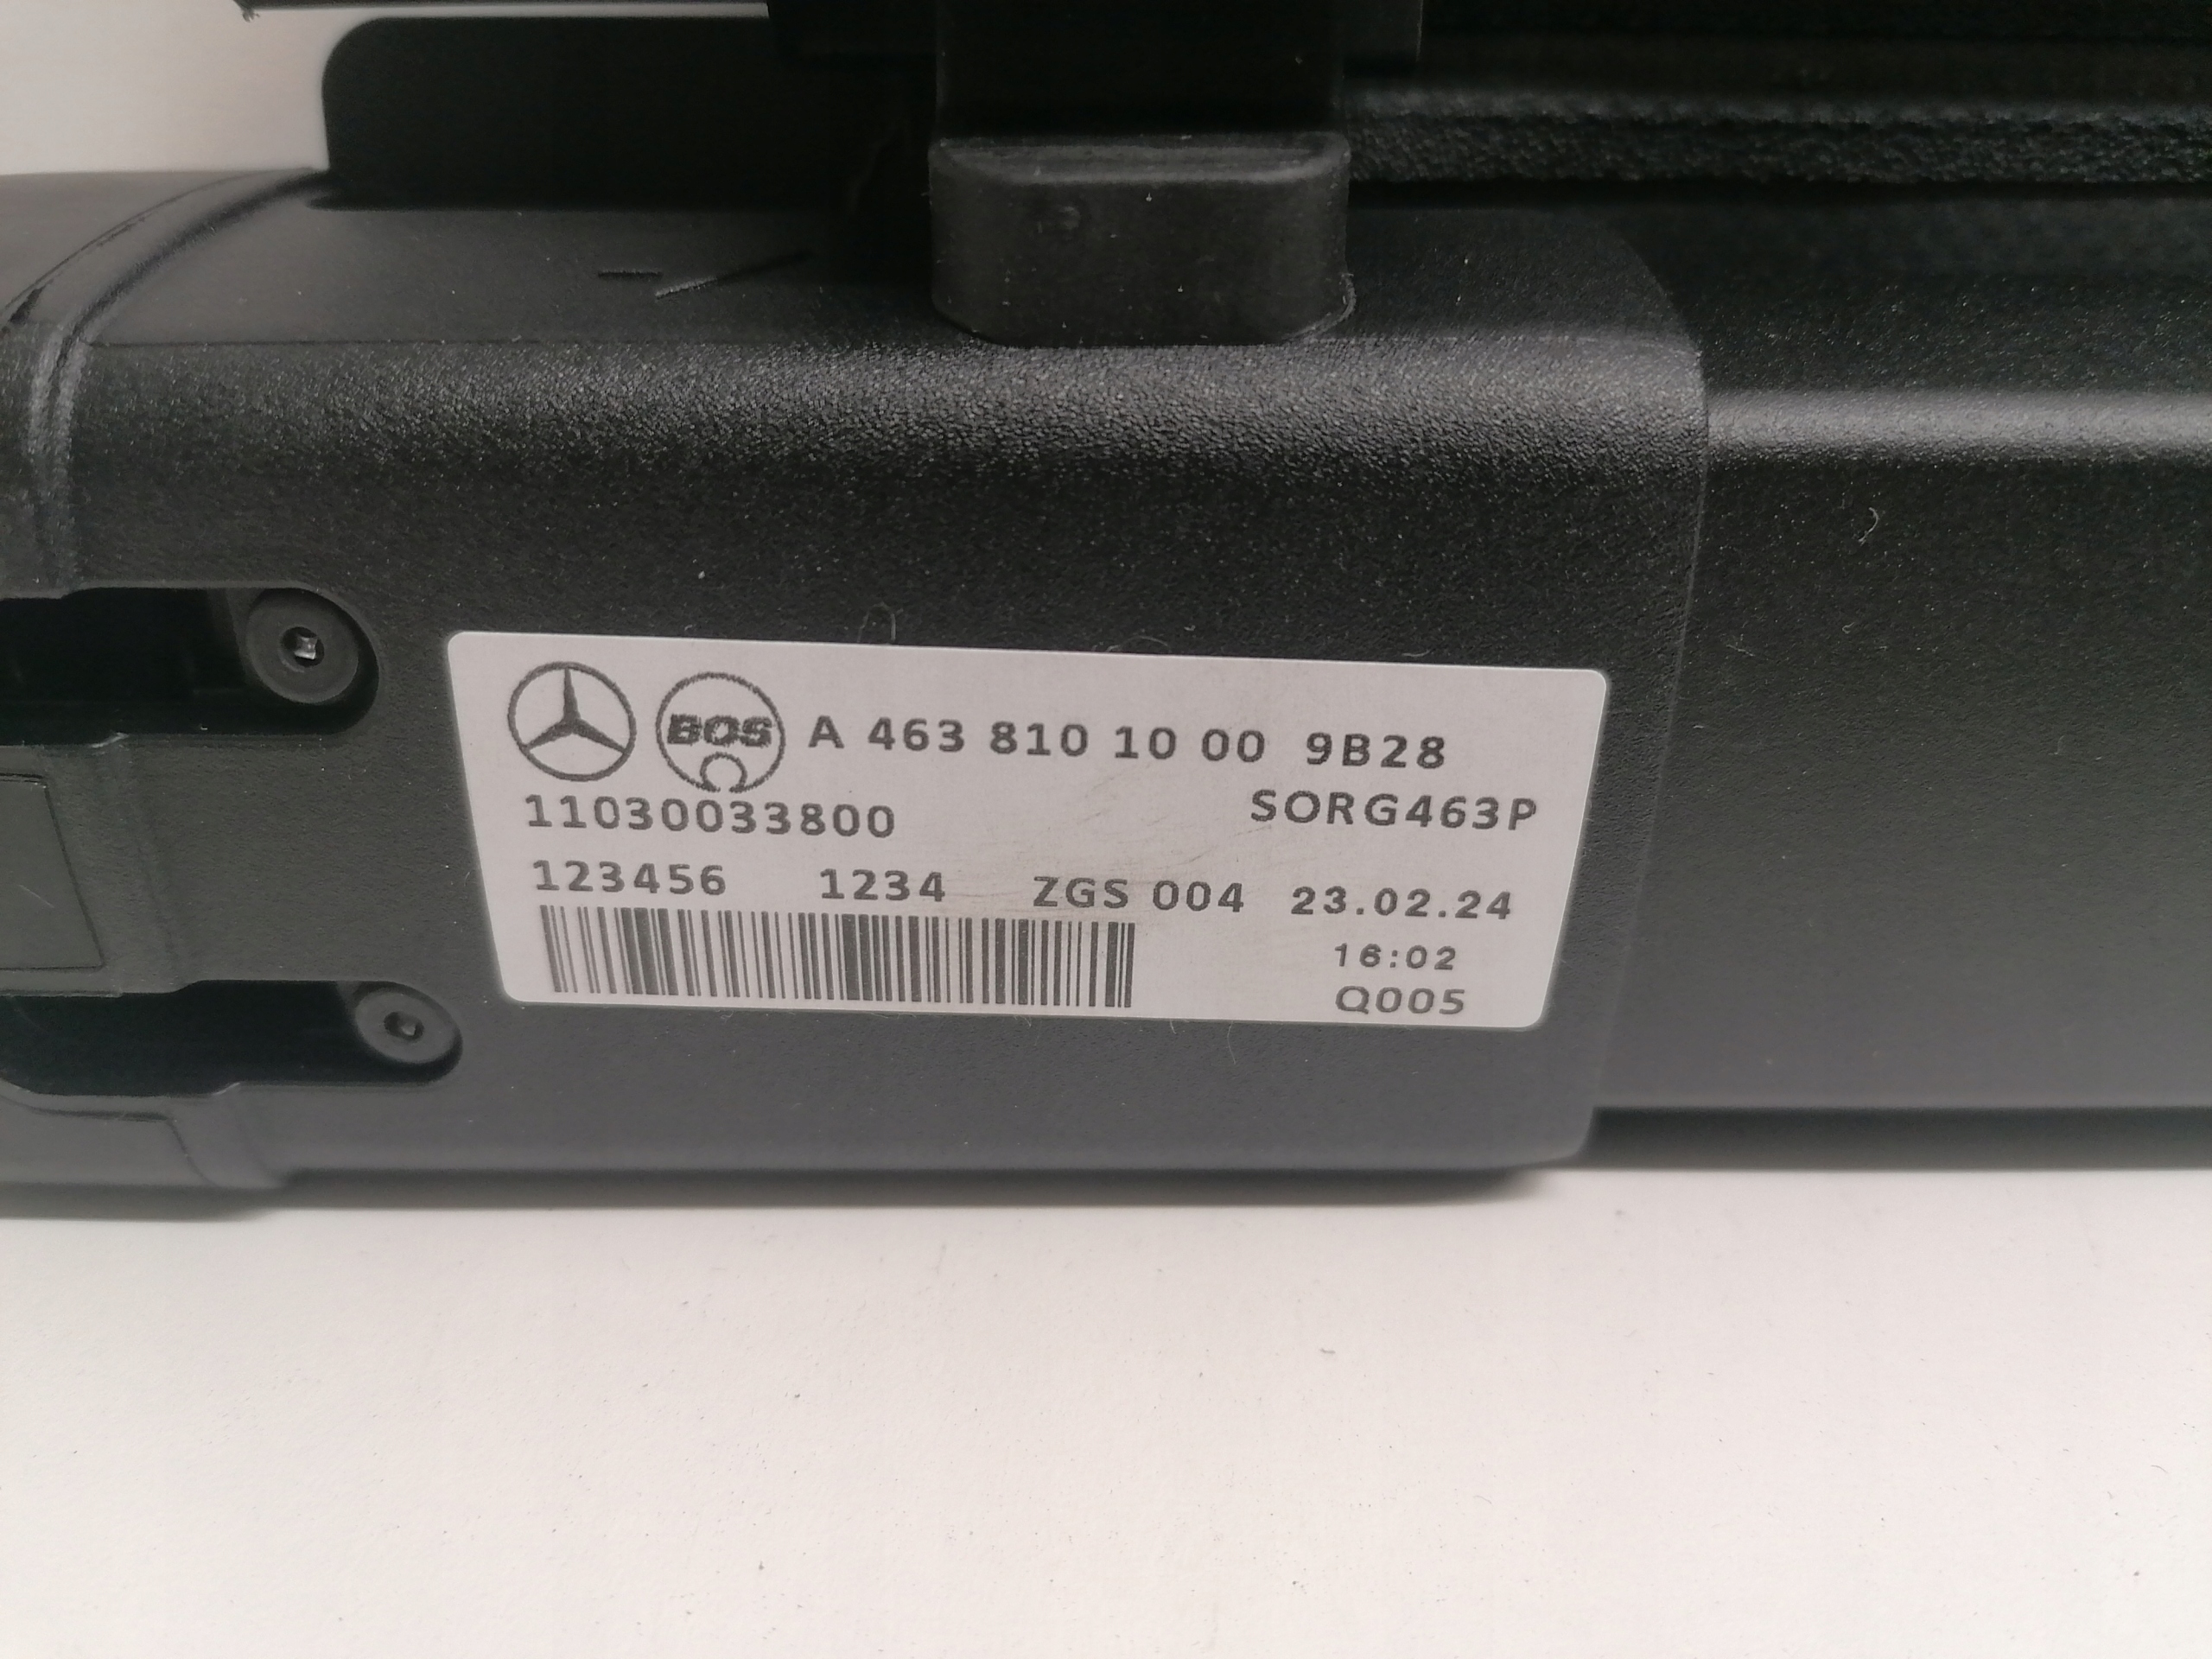 BOS A 463 810 10 00 9B28
11030033800 SORG463P
123456 1234 ZGS 004 23.02.24
16:02
Q005